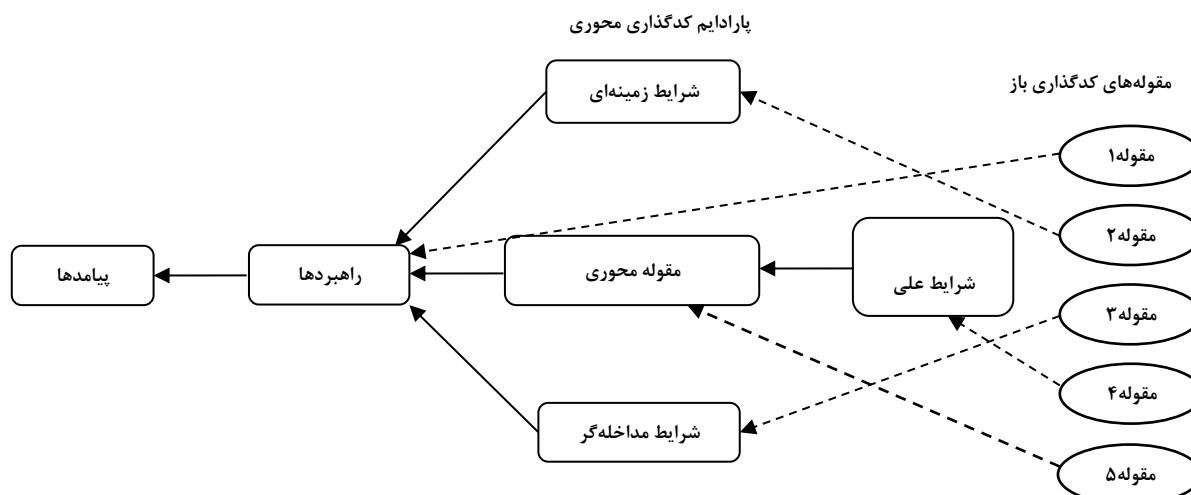 پارادایم کدگذاری محوری
مقوله‌های کدگذاری باز
شرایط زمینه‌ای
مقوله۱
مقوله۲
شرایط علی
مقوله محوری
راهبردها
پیامدها
مقوله۳
مقوله۴
شرایط مداخله‌گر
مقوله۵